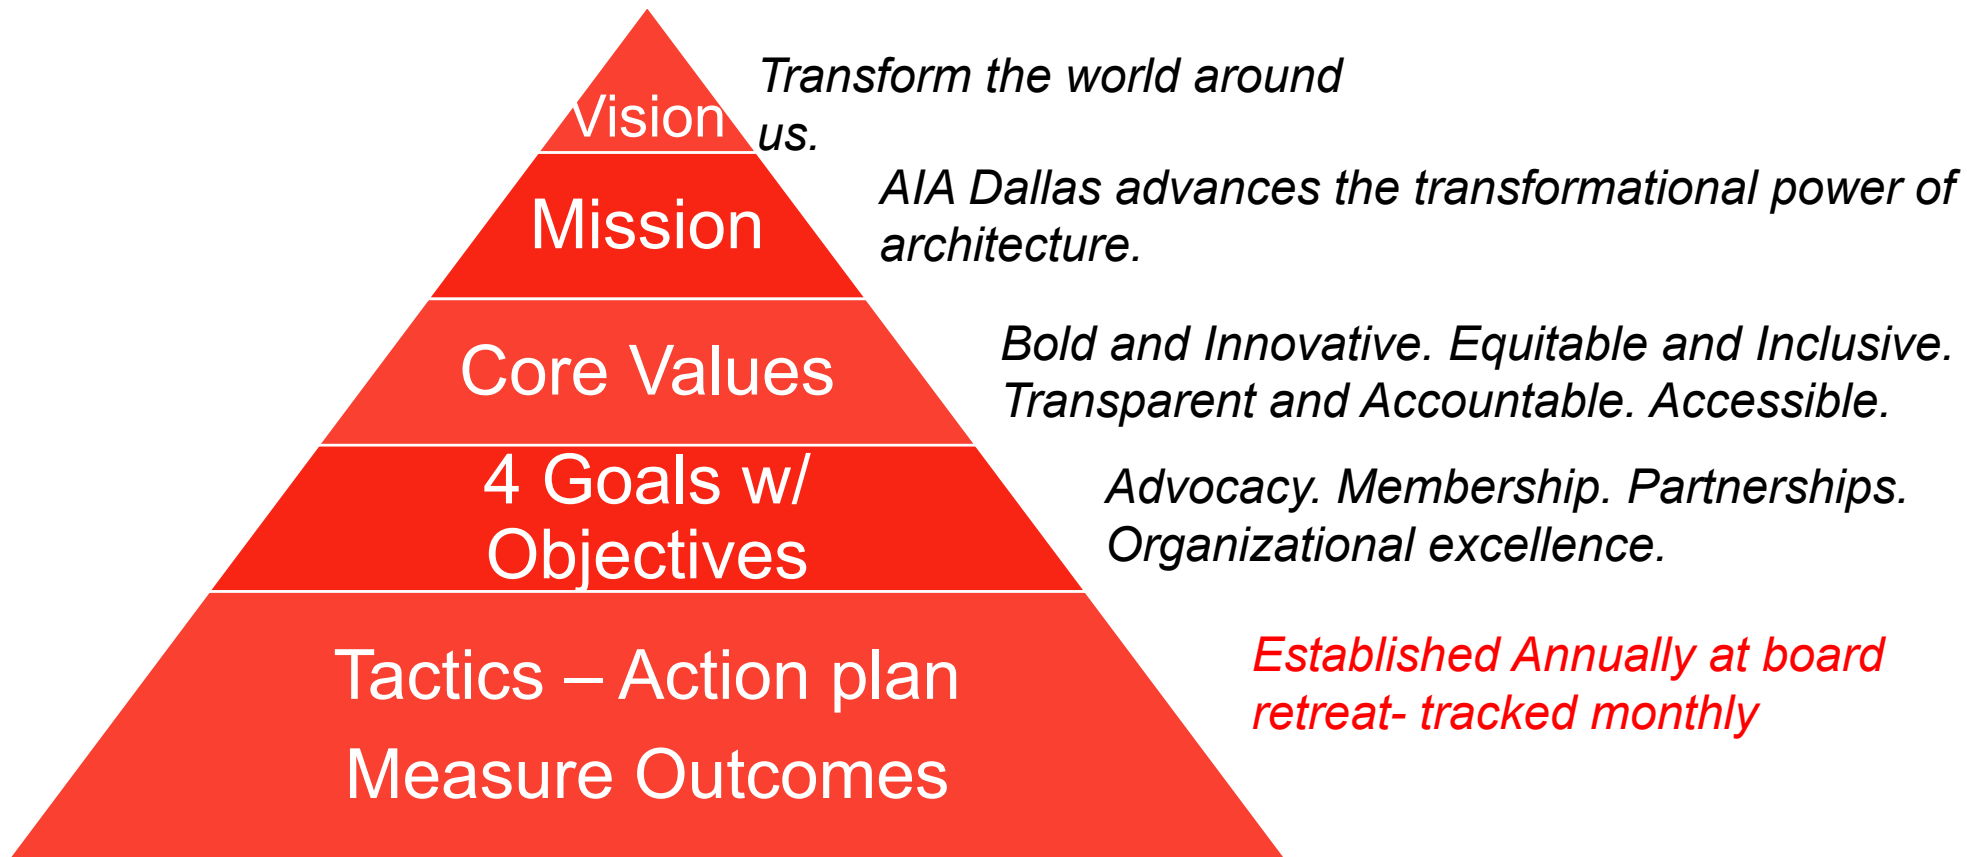 Vision
Transform the world around
us.
Mission
AIA Dallas advances the transformational power of
architecture.
Core Values
Bold and Innovative. Equitable and Inclusive.
Transparent and Accountable. Accessible.
4 Goals w/
Objectives
Advocacy. Membership. Partnerships.
Organizational excellence.
Tactics – Action plan
Measure Outcomes
Established Annually at board
retreat- tracked monthly